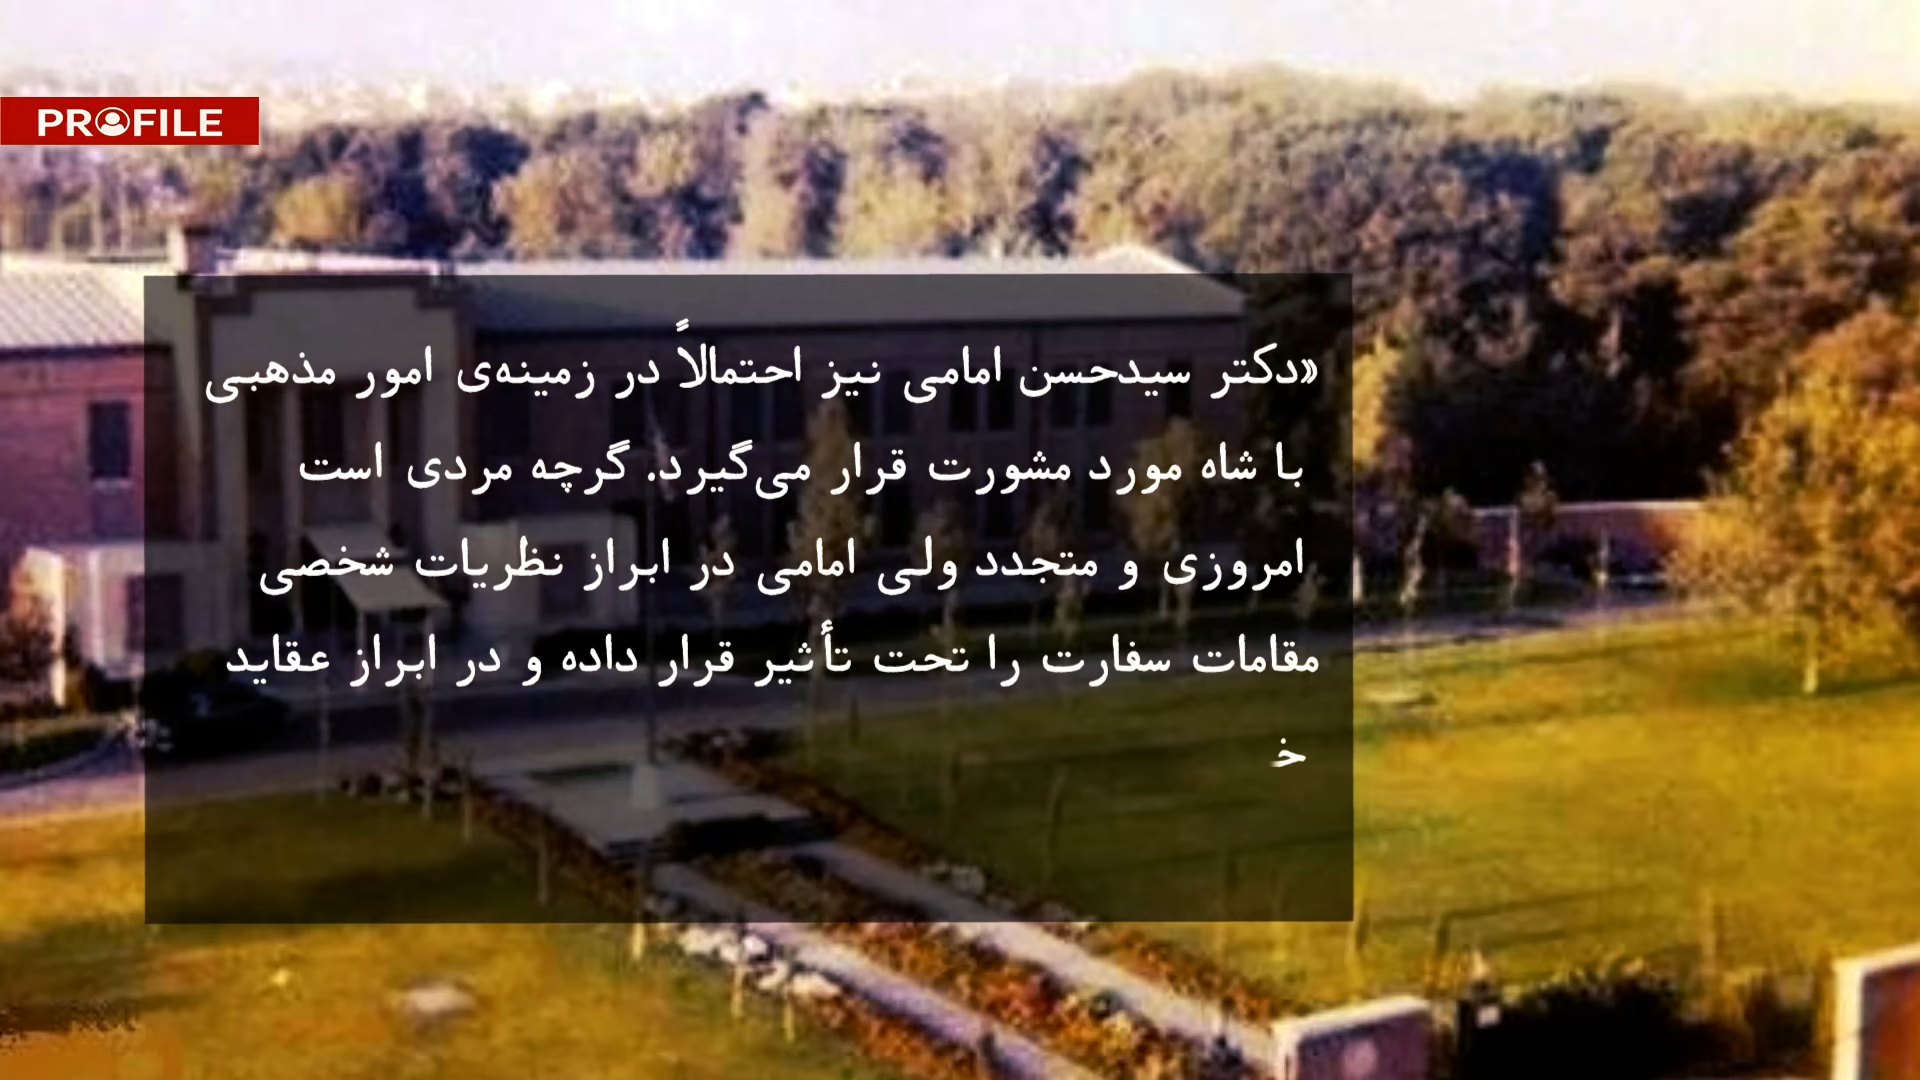 PROFILE
«دکتر سیدحسن امامی نیز احتمالاً در زمینه‌ی امور مذهبی
با شاه مورد مشورت قرار می‌گیرد. گرچه مردی است
امروزی و متجدد ولی امامی در ابراز نظریات شخصی
مقامات سفارت را تحت تأثیر قرار داده و در ابراز عقاید
خ